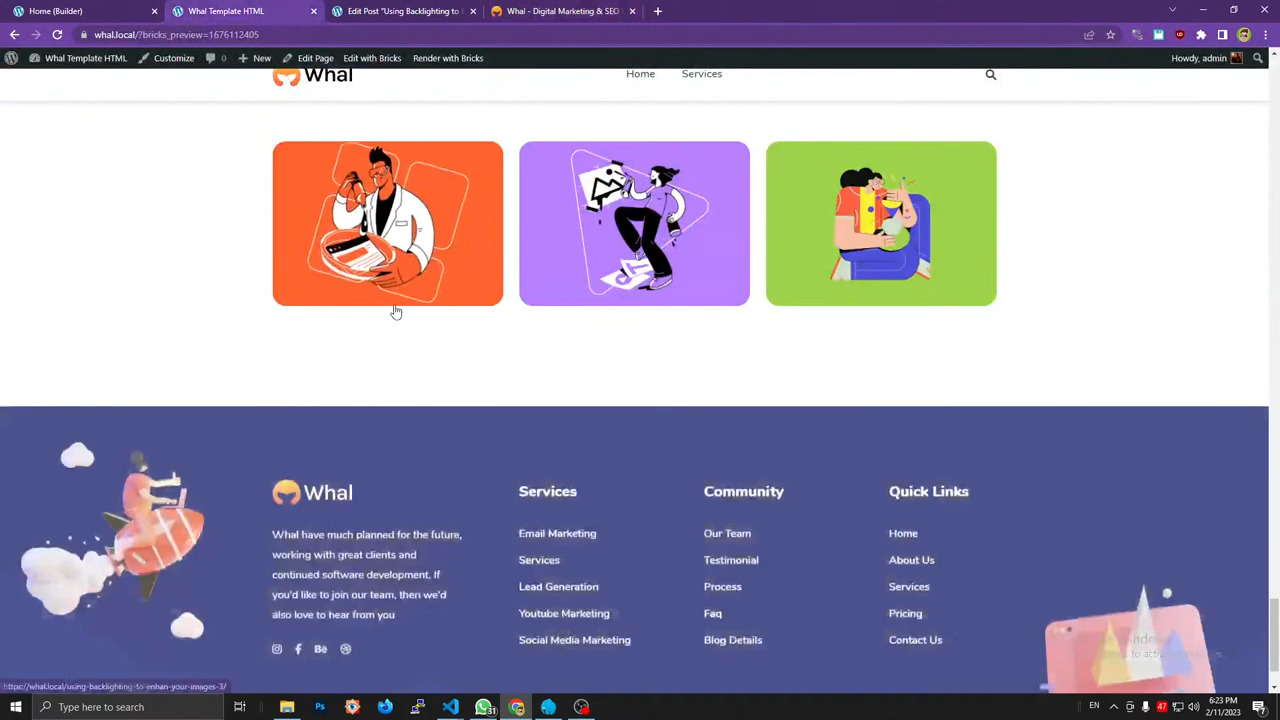 Home (Builder)
Whal Template HTML
Edit Post "Using Backlighting to
Whal - Digital Marketing & SEO
whal.local/?bricks_preview=1676112405
Whal Template HTML
Customize
0
New
Edit Page
Edit with Bricks
Render with Bricks
Howdy, admin
Whal
Home
Services
Whal
Services
Community
Quick Links
Whal have much planned for the future,
working with great clients and
continued software development. If
you'd like to join our team, then we'd
also love to hear from you
Email Marketing
Services
Lead Generation
Youtube Marketing
Social Media Marketing
Our Team
Testimonial
Process
Faq
Blog Details
Home
About Us
Services
Pricing
Contact Us
https://whal.local/using-backlighting-to-enhan-your-images-3/
Type here to search
Ps
31
EN
47
6:23 PM
2/11/2023